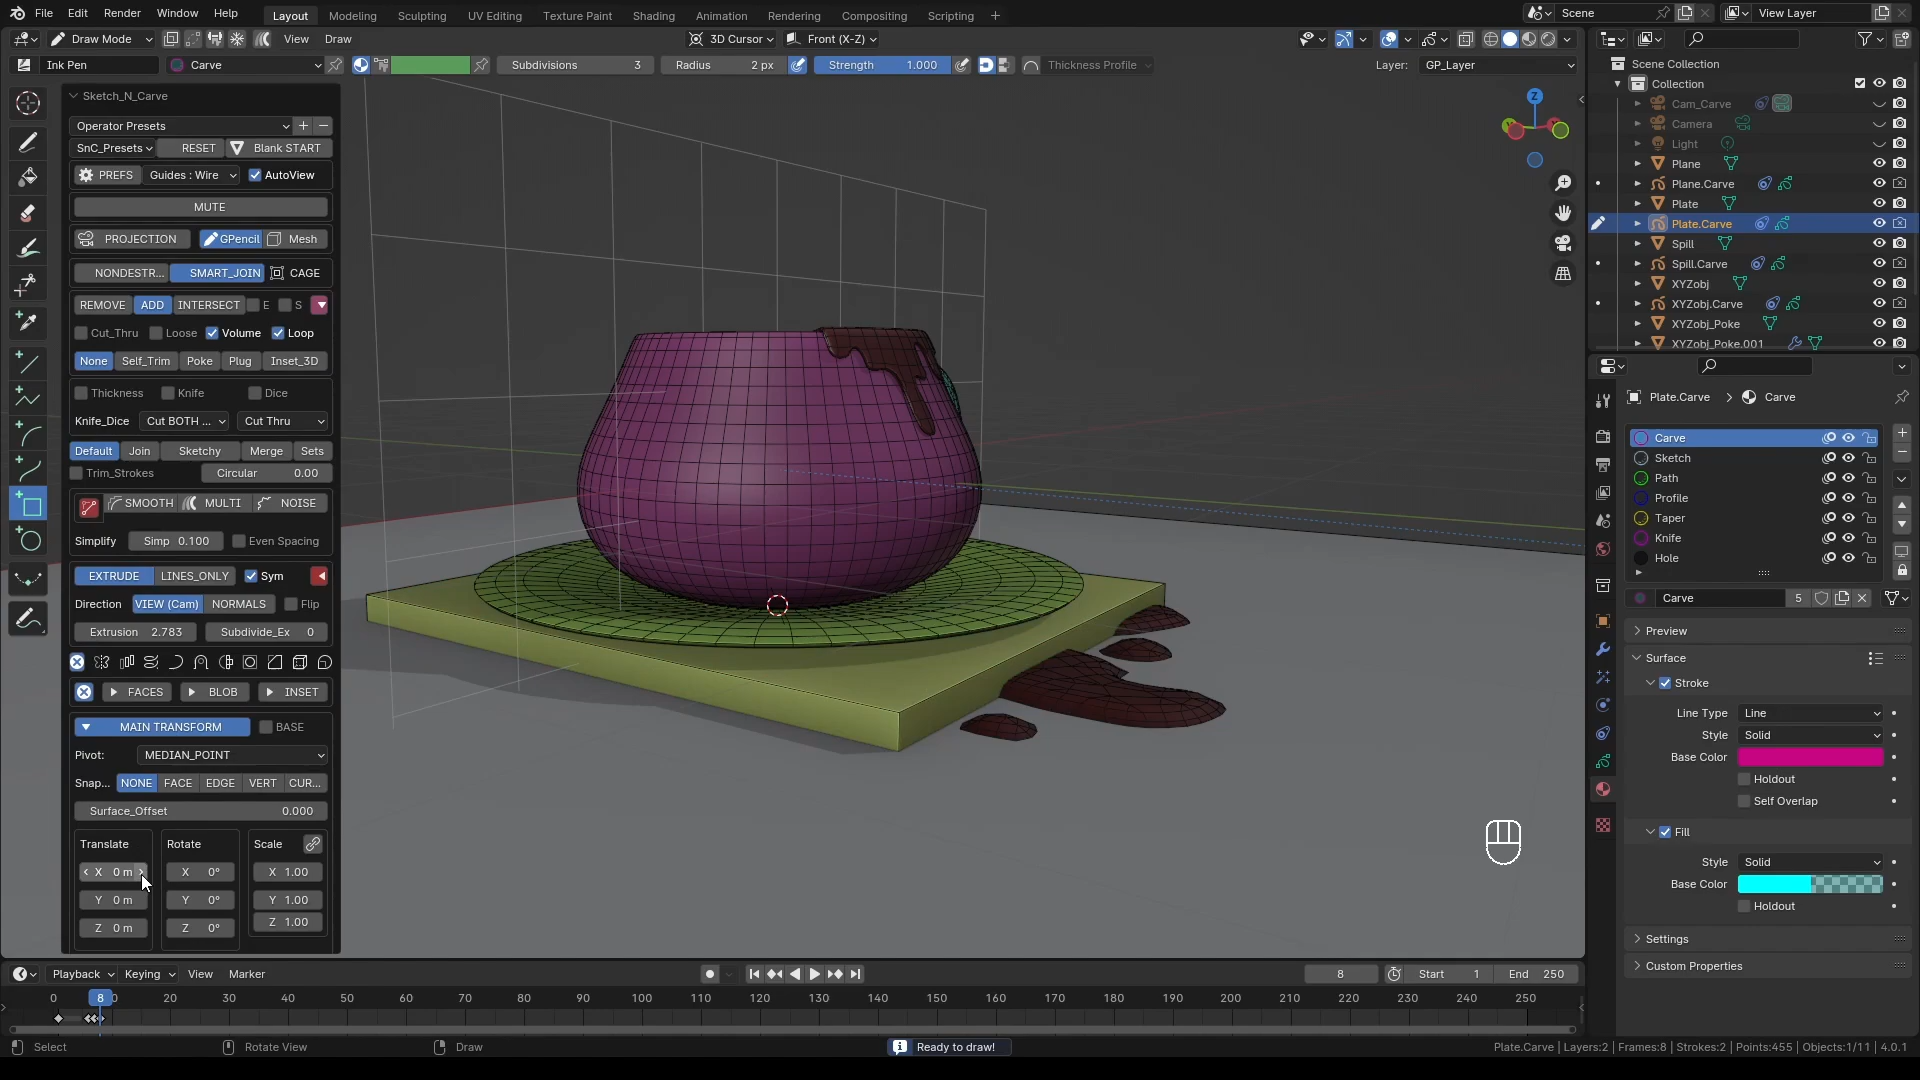 File Edit Render Window Help Layout Modeling Sculpting UV Editing Texture Paint Shading Animation Rendering Compositing Scripting + Scene View Layer
Draw Mode View Draw 3D Cursor Front (X-Z)
Ink Pen Carve Subdivisions 3 Radius 2 px Strength 1.000 Thickness Profile Layer: GP_Layer
Sketch_N_Carve
Operator Presets
SnC_Presets RESET Blank START
PREFS Guides : Wire AutoView
MUTE
PROJECTION GPencil Mesh
NONDESTR... SMART_JOIN CAGE
REMOVE ADD INTERSECT E S
Cut_Thru Loose Volume Loop
None Self_Trim Poke Plug Inset_3D
Thickness Knife Dice
Knife_Dice Cut BOTH ... Cut Thru
Default Join Sketchy Merge Sets
Trim_Strokes Circular 0.00
SMOOTH MULTI NOISE
Simplify Simp 0.100 Even Spacing
EXTRUDE LINES_ONLY Sym
Direction VIEW (Cam) NORMALS Flip
Extrusion 2.783 Subdivide_Ex 0
FACES BLOB INSET
MAIN TRANSFORM BASE
Pivot: MEDIAN_POINT
Snap... NONE FACE EDGE VERT CUR...
Surface_Offset 0.000
Translate Rotate Scale
X 0 m X 0° X 1.00
Y 0 m Y 0° Y 1.00
Z 0 m Z 0° Z 1.00
Z
Scene Collection
Collection
Cam_Carve
Camera
Light
Plane
Plane.Carve
Plate
Plate.Carve
Spill
Spill.Carve
XYZobj
XYZobj.Carve
XYZobj_Poke
XYZobj_Poke.001
Plate.Carve > Carve
Carve
Sketch
Path
Profile
Taper
Knife
Hole
Carve 5
Preview
Surface
Stroke
Line Type Line
Style Solid
Base Color
Holdout
Self Overlap
Fill
Style Solid
Base Color
Holdout
Settings
Custom Properties
Playback Keying View Marker 8 Start 1 End 250
0 8 20 30 40 50 60 70 80 90 100 110 120 130 140 150 160 170 180 190 200 210 220 230 240 250
Select Rotate View Draw Ready to draw! Plate.Carve | Layers:2 | Frames:8 | Strokes:2 | Points:455 | Objects:1/11 | 4.0.1